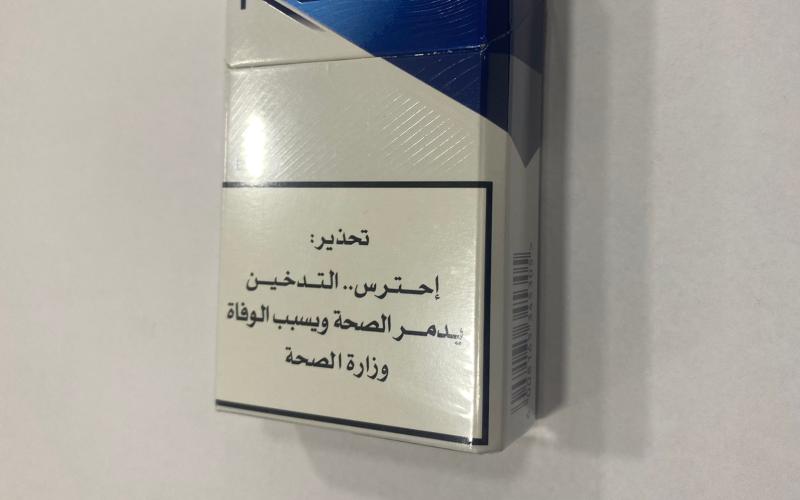 تحذير:
إحترس.. التدخين
يدمر الصحة ويسبب الوفاة
وزارة الصحة